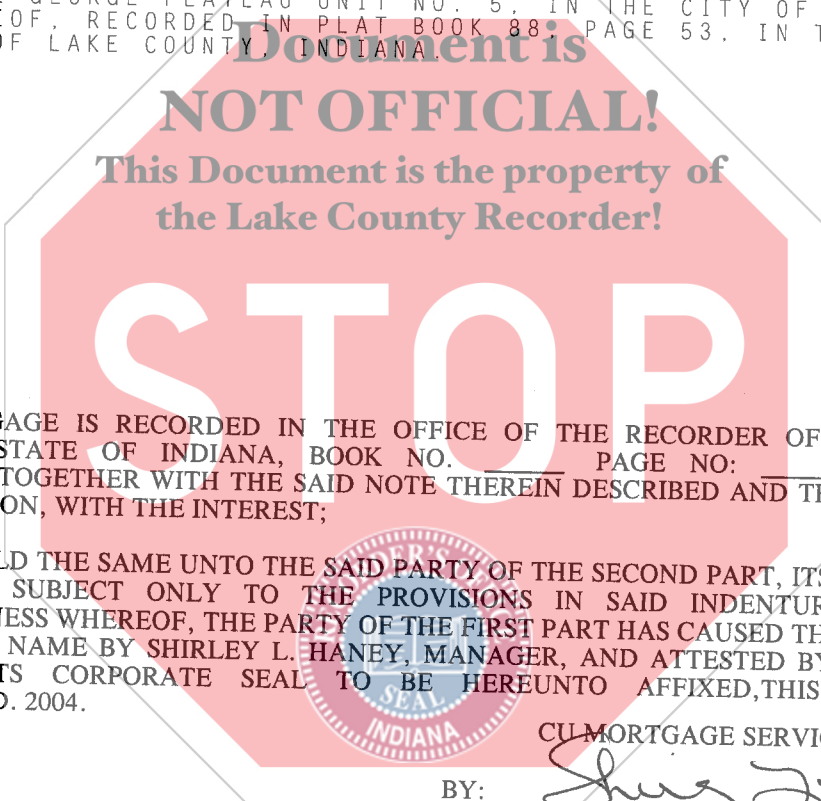 GEORGE PLATEAU UNIT NO. 5, IN THE CITY OF
EOF, RECORDED IN PLAT BOOK 88, PAGE 53, IN T
OF LAKE COUNTY, INDIANA.
Document is
NOT OFFICIAL!
This Document is the property of
the Lake County Recorder!
STOP
GAGE IS RECORDED IN THE OFFICE OF THE RECORDER OF
STATE OF INDIANA, BOOK NO. ______ PAGE NO: _____
TOGETHER WITH THE SAID NOTE THEREIN DESCRIBED AND TH
ON, WITH THE INTEREST;
LD THE SAME UNTO THE SAID PARTY OF THE SECOND PART, ITS
SUBJECT ONLY TO THE PROVISIONS IN SAID INDENTUR
NESS WHEREOF, THE PARTY OF THE FIRST PART HAS CAUSED TH
NAME BY SHIRLEY L. HANEY, MANAGER, AND ATTESTED BY
TS CORPORATE SEAL TO BE HEREUNTO AFFIXED,THIS
D. 2004.
RECORDER'S
SEAL
INDIANA
CU MORTGAGE SERVIC
BY: